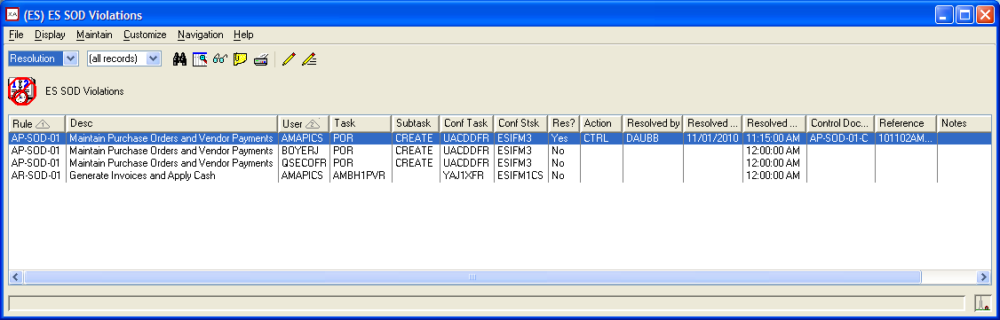 XA (ES) ES SOD Violations
File Display Maintain Customize Navigation Help
Resolution (all records)
ES SOD Violations
Rule Desc User Task Subtask Conf Task Conf Stsk Res? Action Resolved by Resolved ... Resolved ... Control Doc... Reference Notes
AP-SOD-01 Maintain Purchase Orders and Vendor Payments AMAPICS POR CREATE UACDDFR ESIFM3 Yes CTRL DAUBB 11/01/2010 11:15:00 AM AP-SOD-01-C 101102AM...
AP-SOD-01 Maintain Purchase Orders and Vendor Payments BOYERJ POR CREATE UACDDFR ESIFM3 No 12:00:00 AM
AP-SOD-01 Maintain Purchase Orders and Vendor Payments QSECOFR POR CREATE UACDDFR ESIFM3 No 12:00:00 AM
AR-SOD-01 Generate Invoices and Apply Cash AMAPICS AMBH1PVR YAJ1XFR ESIFM1CS No 12:00:00 AM